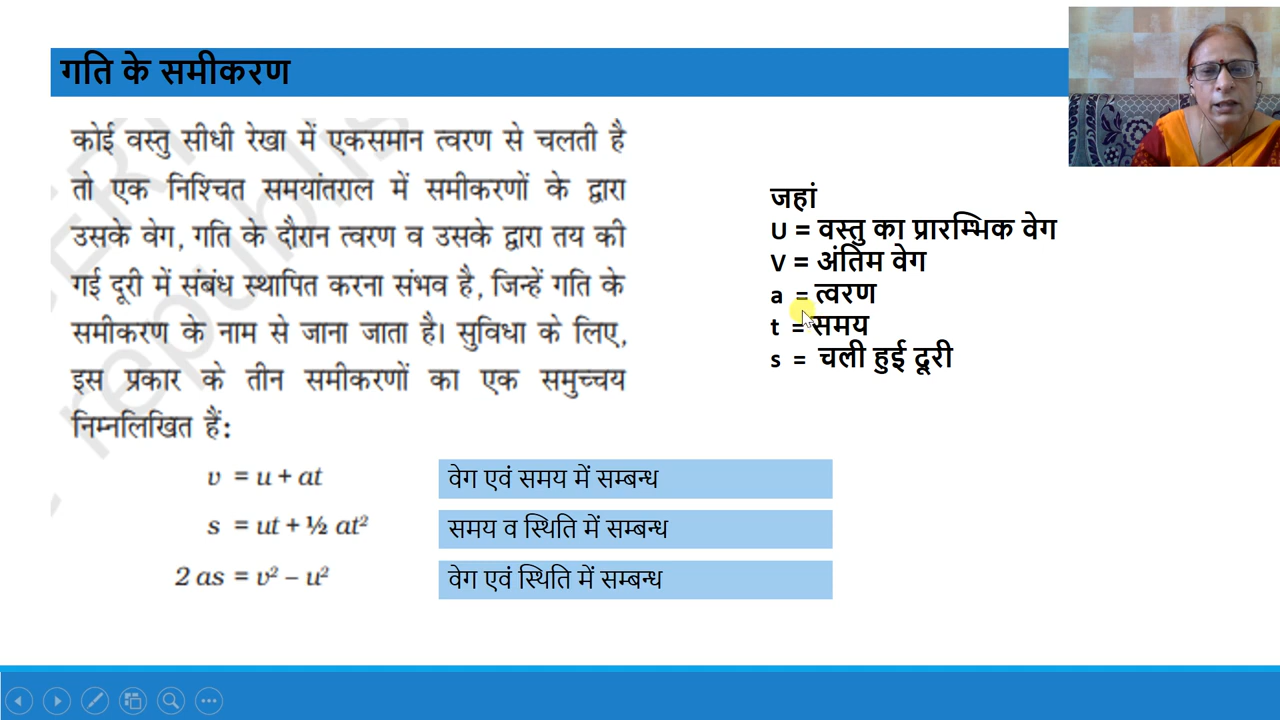 गति के समीकरण
कोई वस्तु सीधी रेखा में एकसमान त्वरण से चलती है
तो एक निश्चित समयांतराल में समीकरणों के द्वारा
उसके वेग, गति के दौरान त्वरण व उसके द्वारा तय की
गई दूरी में संबंध स्थापित करना संभव है, जिन्हें गति के
समीकरण के नाम से जाना जाता है। सुविधा के लिए,
इस प्रकार के तीन समीकरणों का एक समुच्चय
निम्नलिखित हैं:
v = u + at
वेग एवं समय में सम्बन्ध
s = ut + ½ at²
समय व स्थिति में सम्बन्ध
2 as = v² – u²
वेग एवं स्थिति में सम्बन्ध
जहां
U = वस्तु का प्रारम्भिक वेग
V = अंतिम वेग
a = त्वरण
t = समय
s = चली हुई दूरी